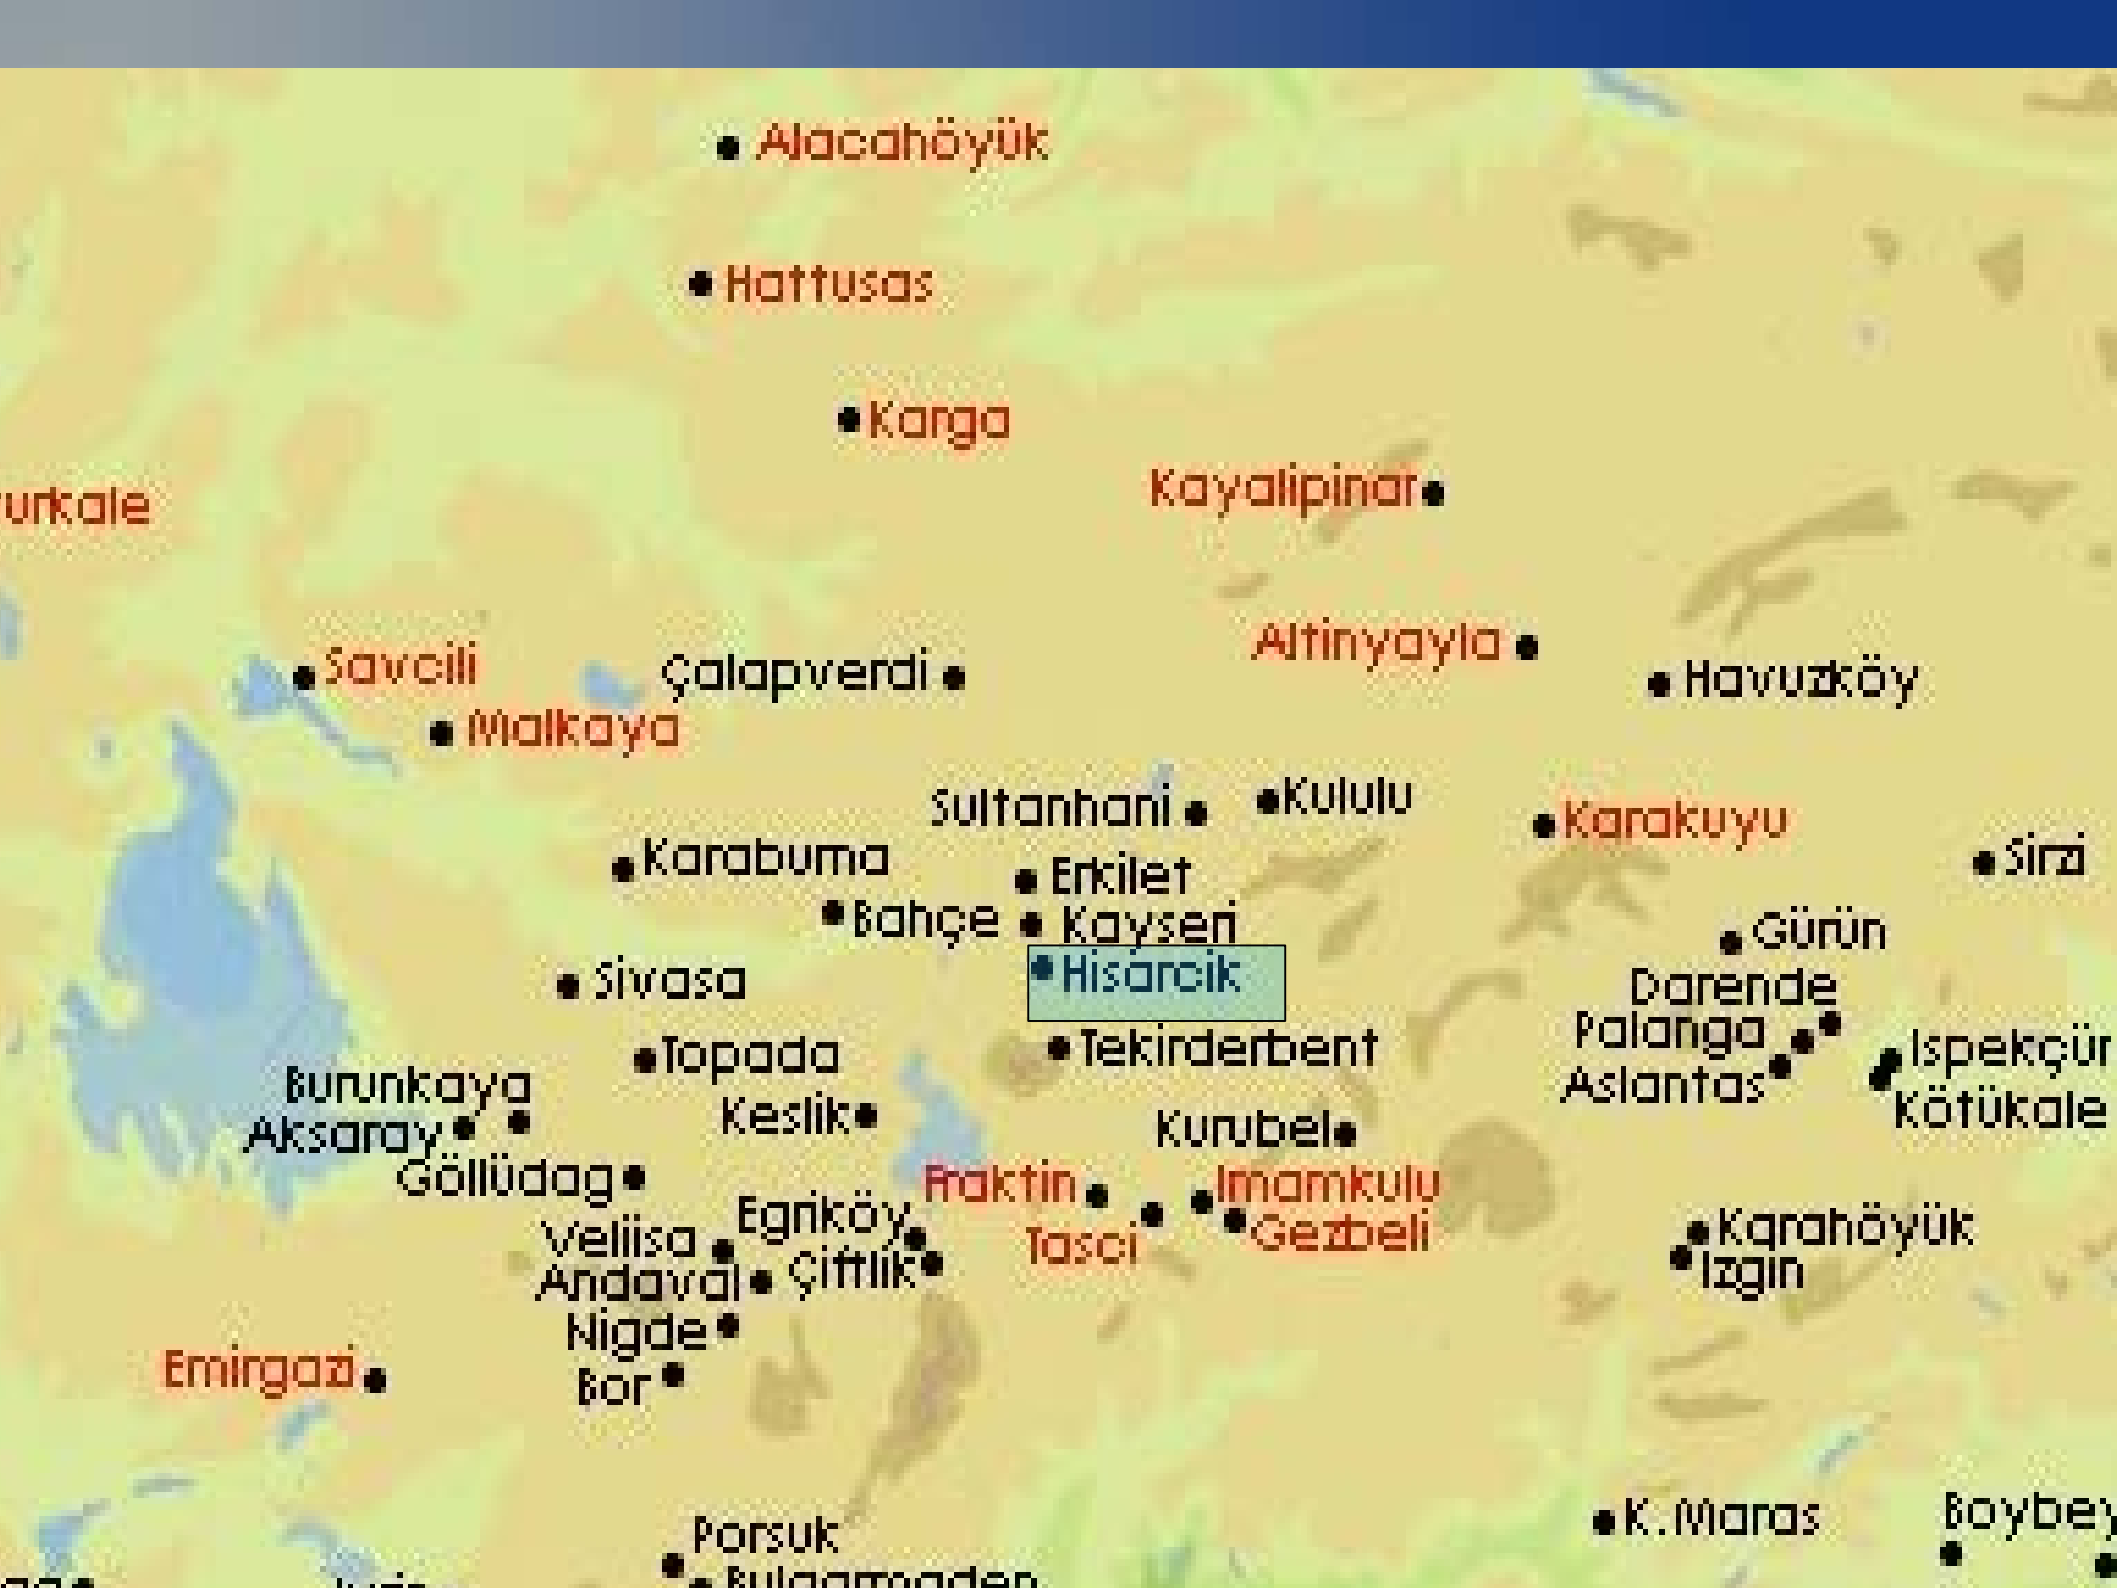 Alacahöyük
Hattusas
Karga
Kayalipinar
urkale
Altinyayla
Savcili
Çalapverdi
Havuzköy
Malkaya
Sultanhani
Kululu
Karakuyu
Karaburna
Erkilet
Sirzi
Bahçe
Kayseri
Gürün
Hisarcik
Sivasa
Darende
Palanga
Topada
Tekirderbent
Ispekçür
Burunkaya
Aslantas
Keslik
Kötükale
Aksaray
Kurubel
Göllüdag
Fraktin
Imamkulu
Egriköy
Veliisa
Tasci
Gezbeli
Karahöyük
Andaval
Çiftlik
Izgin
Nigde
Emirgazi
Bor
K.Maras
Boybey
Porsuk
Bulgarmaden